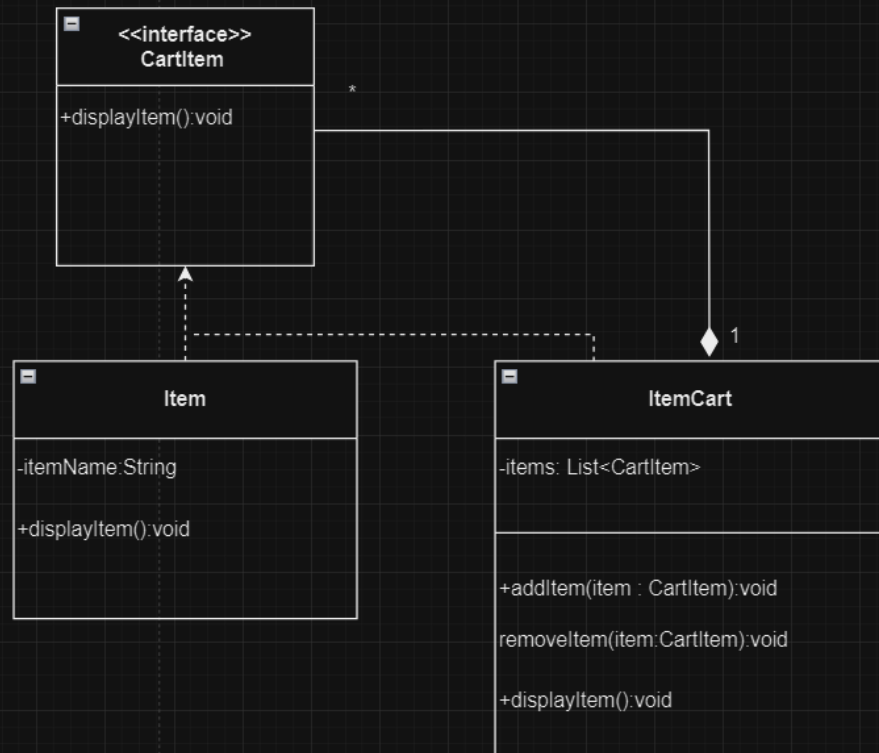 <<interface>>
CartItem
*
+displayItem():void
1
Item
-itemName:String
+displayItem():void
ItemCart
-items: List<CartItem>
+addItem(item : CartItem):void
removeItem(item:CartItem):void
+displayItem():void